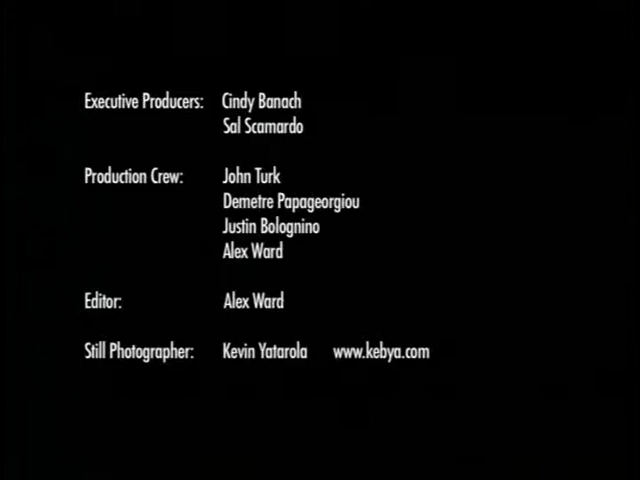 Executive Producers: Cindy Banach
Sal Scamardo
Production Crew: John Turk
Demetre Papageorgiou
Justin Bolognino
Alex Ward
Editor: Alex Ward
Still Photographer: Kevin Yatarola www.kebya.com